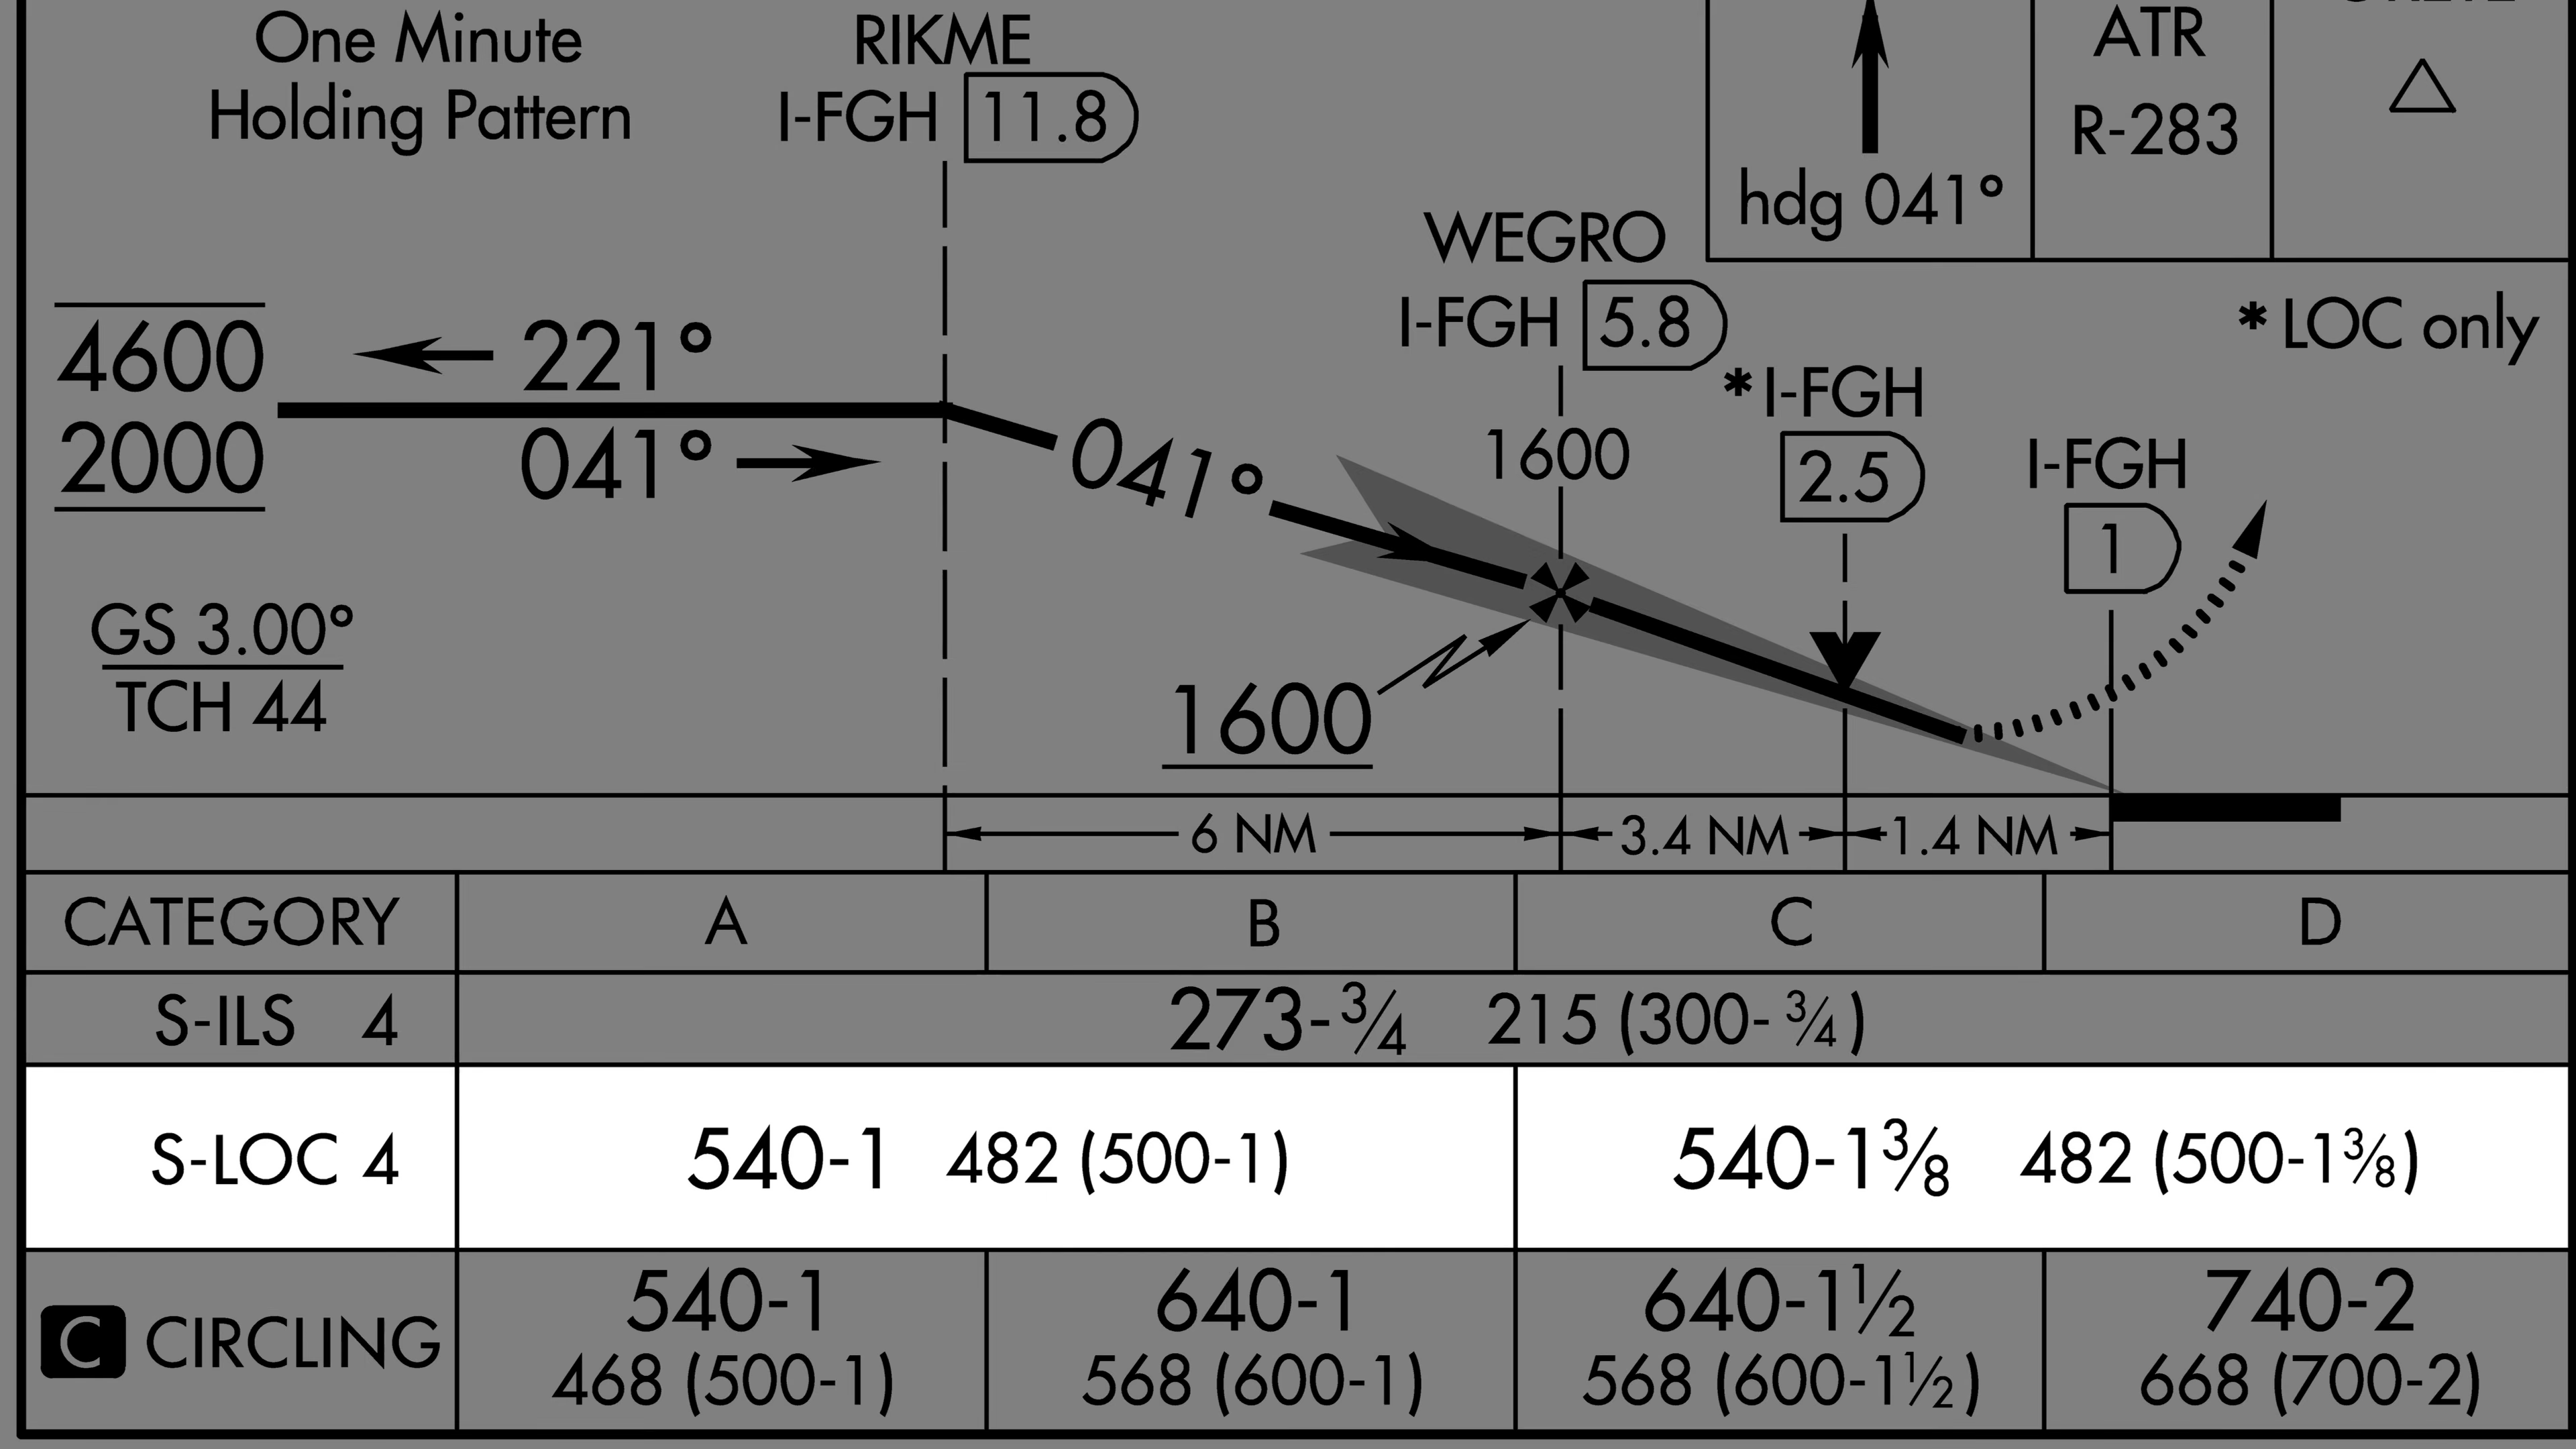 One Minute
Holding Pattern
RIKME
I-FGH 11.8
hdg 041°
ATR
R-283
WEGRO
I-FGH 5.8
* LOC only
*I-FGH
2.5
I-FGH
1
4600
2000
221°
041°
041°
1600
1600
GS 3.00°
TCH 44
6 NM
3.4 NM
1.4 NM
CATEGORY A B C D
S-ILS 4 273-¾ 215 (300-¾)
S-LOC 4 540-1 482 (500-1) 540-1⅜ 482 (500-1⅜)
C CIRCLING
540-1 640-1 640-1½ 740-2
468 (500-1) 568 (600-1) 568 (600-1½) 668 (700-2)